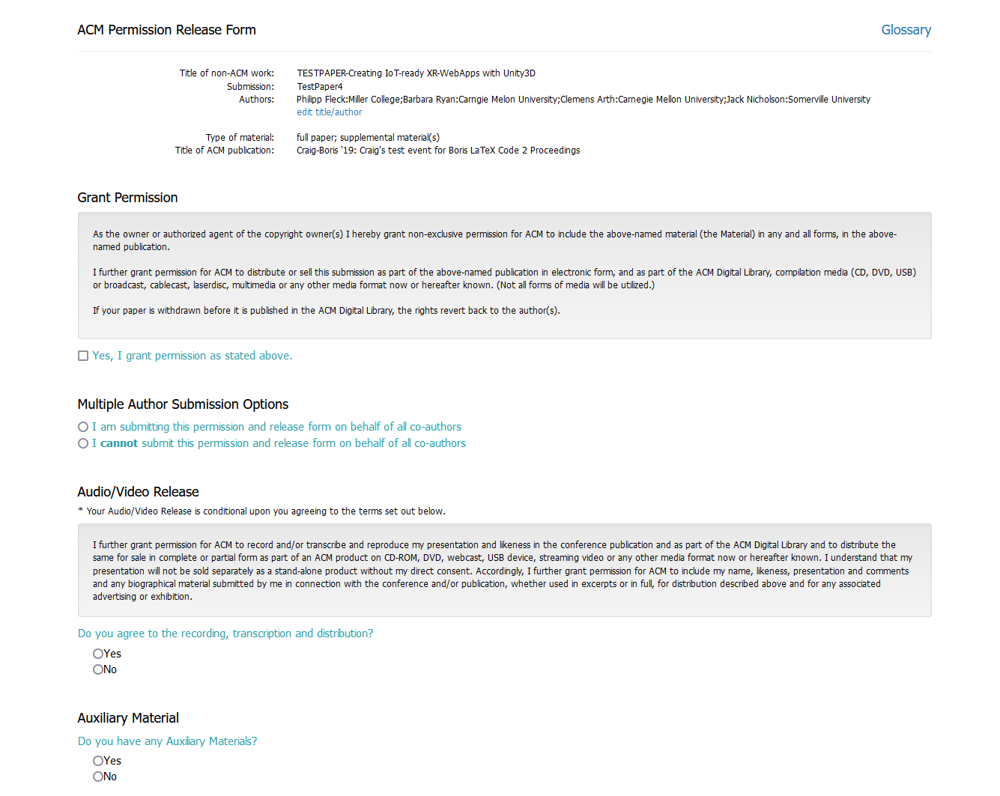 ACM Permission Release Form
Glossary
Title of non-ACM work: TESTPAPER-Creating IoT-ready XR-WebApps with Unity3D
Submission: TestPaper4
Authors: Philipp Fleck:Miller College;Barbara Ryan:Carngie Melon University;Clemens Arth:Carnegie Mellon University;Jack Nicholson:Somerville University
edit title/author
Type of material: full paper; supplemental material(s)
Title of ACM publication: Craig-Boris '19: Craig's test event for Boris LaTeX Code 2 Proceedings
Grant Permission
As the owner or authorized agent of the copyright owner(s) I hereby grant non-exclusive permission for ACM to include the above-named material (the Material) in any and all forms, in the above-
named publication.
I further grant permission for ACM to distribute or sell this submission as part of the above-named publication in electronic form, and as part of the ACM Digital Library, compilation media (CD, DVD, USB)
or broadcast, cablecast, laserdisc, multimedia or any other media format now or hereafter known. (Not all forms of media will be utilized.)
If your paper is withdrawn before it is published in the ACM Digital Library, the rights revert back to the author(s).
Yes, I grant permission as stated above.
Multiple Author Submission Options
I am submitting this permission and release form on behalf of all co-authors
I cannot submit this permission and release form on behalf of all co-authors
Audio/Video Release
* Your Audio/Video Release is conditional upon you agreeing to the terms set out below.
I further grant permission for ACM to record and/or transcribe and reproduce my presentation and likeness in the conference publication and as part of the ACM Digital Library and to distribute the
same for sale in complete or partial form as part of an ACM product on CD-ROM, DVD, webcast, USB device, streaming video or any other media format now or hereafter known. I understand that my
presentation will not be sold separately as a stand-alone product without my direct consent. Accordingly, I further grant permission for ACM to include my name, likeness, presentation and comments
and any biographical material submitted by me in connection with the conference and/or publication, whether used in excerpts or in full, for distribution described above and for any associated
advertising or exhibition.
Do you agree to the recording, transcription and distribution?
Yes
No
Auxiliary Material
Do you have any Auxiliary Materials?
Yes
No